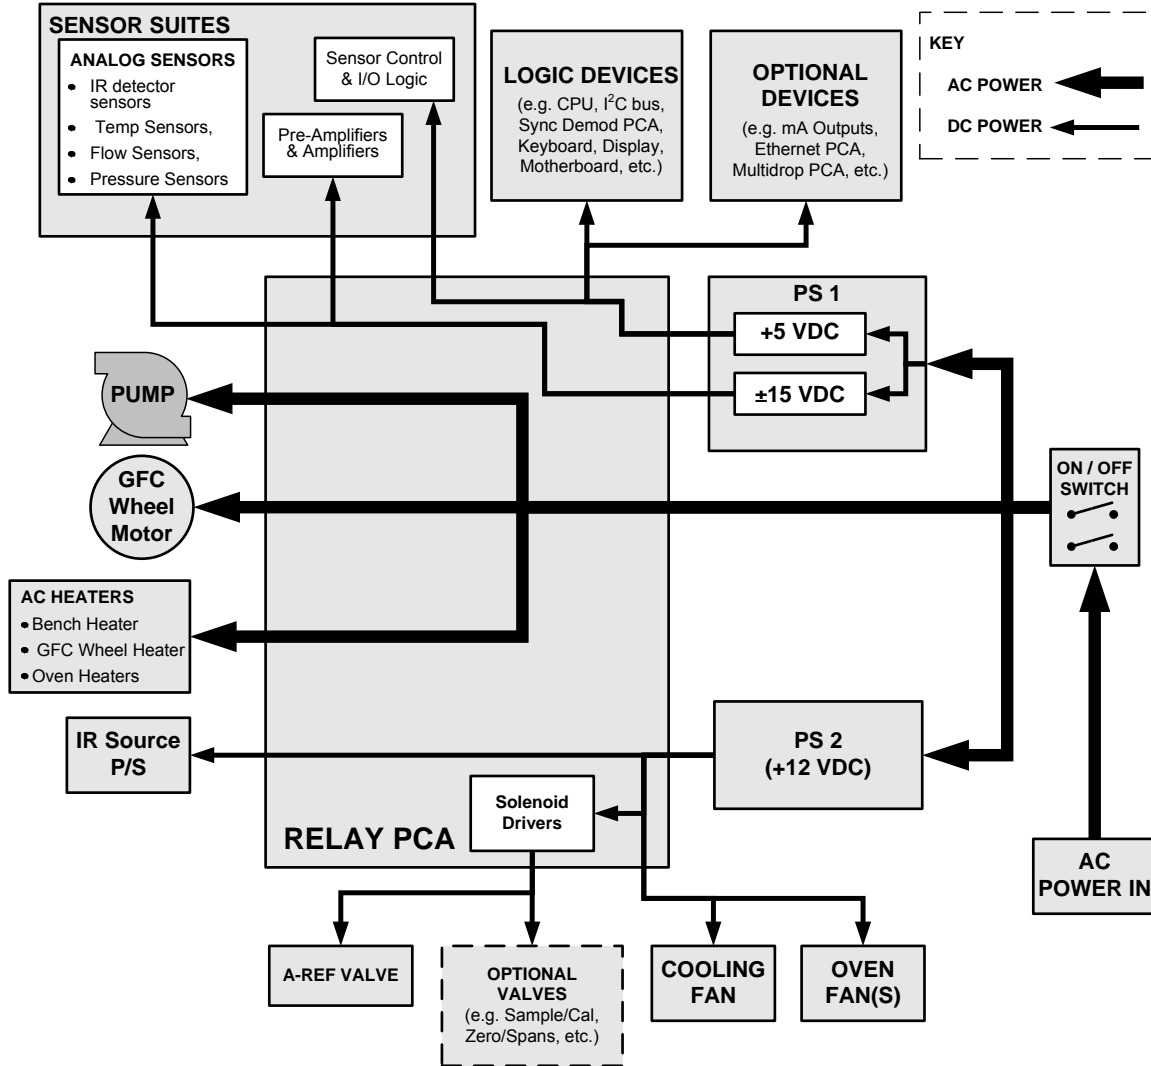 SENSOR SUITES
ANALOG SENSORS
• IR detector
sensors
• Temp Sensors,
• Flow Sensors,
• Pressure Sensors
Sensor Control
& I/O Logic
Pre-Amplifiers
& Amplifiers
LOGIC DEVICES
(e.g. CPU, I²C bus,
Sync Demod PCA,
Keyboard, Display,
Motherboard, etc.)
OPTIONAL
DEVICES
(e.g. mA Outputs,
Ethernet PCA,
Multidrop PCA, etc.)
KEY
AC POWER
DC POWER
PS 1
+5 VDC
±15 VDC
PUMP
GFC
Wheel
Motor
ON / OFF
SWITCH
AC HEATERS
• Bench Heater
• GFC Wheel Heater
• Oven Heaters
IR Source
P/S
PS 2
(+12 VDC)
Solenoid
Drivers
RELAY PCA
AC
POWER IN
A-REF VALVE
OPTIONAL
VALVES
(e.g. Sample/Cal,
Zero/Spans, etc.)
COOLING
FAN
OVEN
FAN(S)